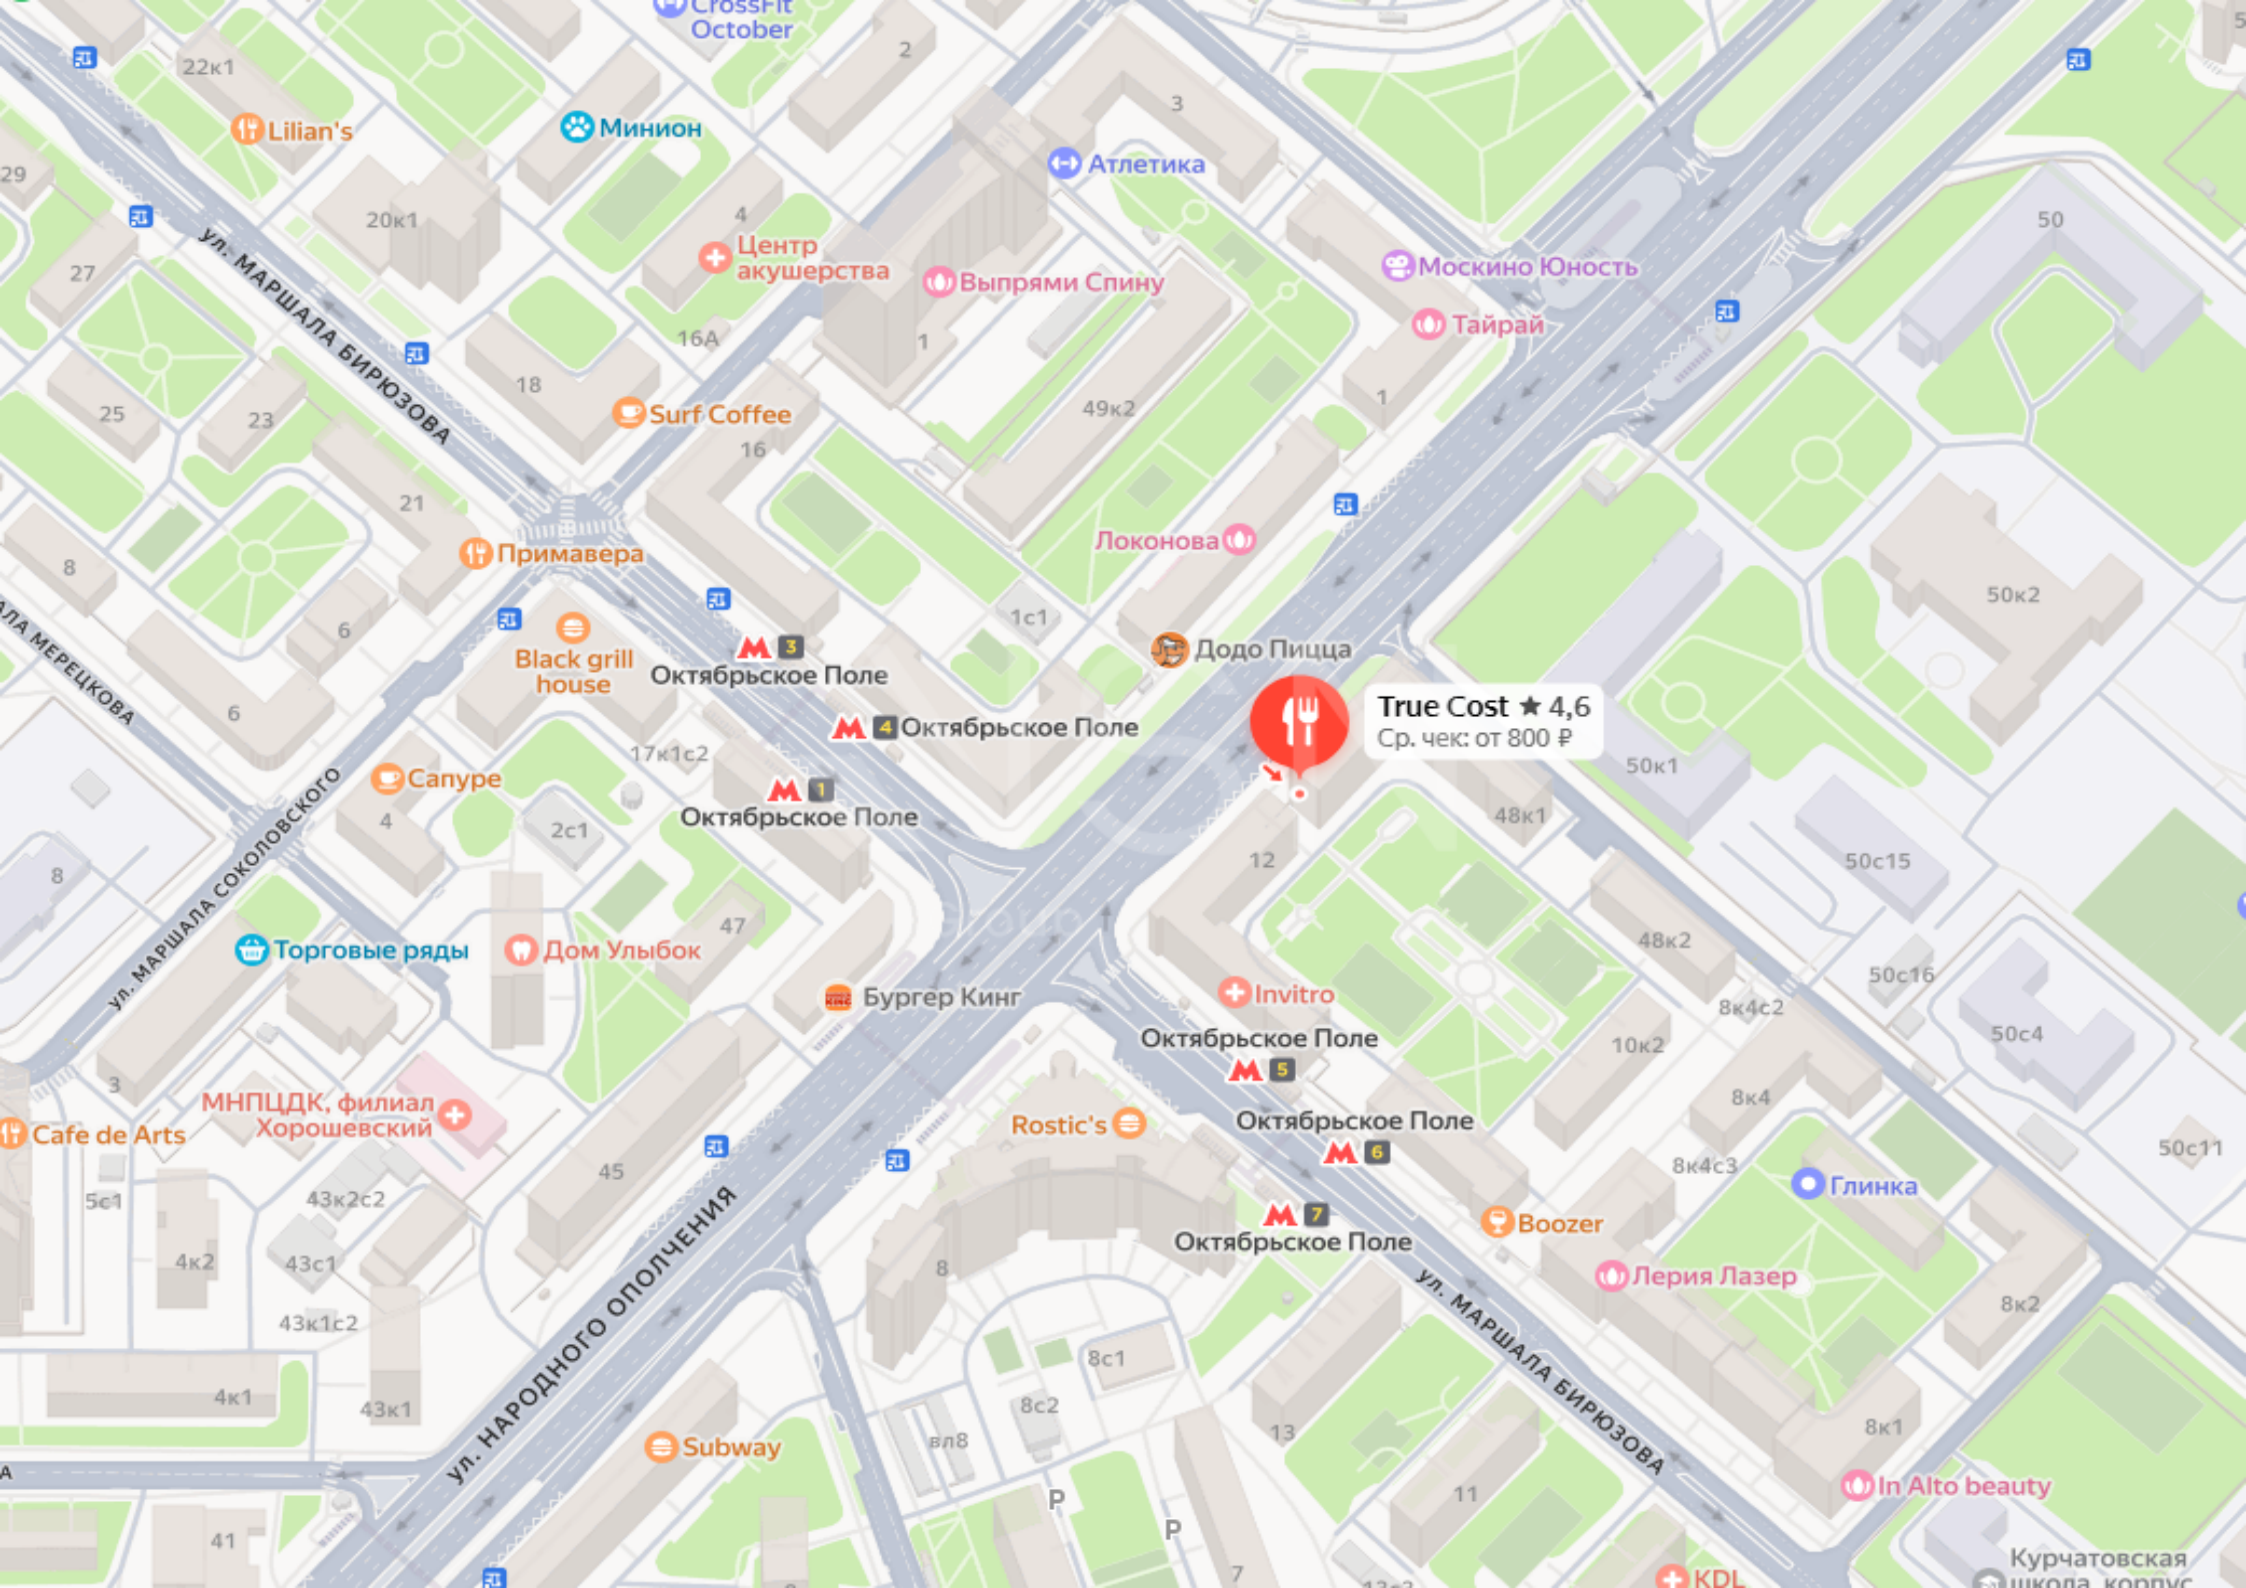 CrossFit
October
2
22к1
3
Lilian's
Минион
Атлетика
29
4
20к1
50
Центр
акушерства
Москино Юность
27
Выпрями Спину
ул. МАРШАЛА БИРЮЗОВА
16А
1
Тайрай
18
25
23
Surf Coffee
49к2
1
16
21
Примавера
Локонова
8
50к2
6
1с1
Black grill
house
3
Октябрьское Поле
Додо Пицца
АЛА МЕРЕЦКОВА
6
4
Октябрьское Поле
True Cost ★ 4,6
Ср. чек: от 800 ₽
17к1с2
50к1
Сапуре
1
Октябрьское Поле
4
2с1
48к1
12
50с15
8
ул. МАРШАЛА СОКОЛОВСКОГО
47
48к2
Торговые ряды
Дом Улыбок
50с16
Бургер Кинг
Invitro
8к4с2
50с4
Октябрьское Поле
5
10к2
3
МНПЦДК, филиал
Хорошевский
8к4
Cafe de Arts
Rostic's
Октябрьское Поле
6
50с11
45
8к4с3
5с1
43к2с2
Глинка
7
Октябрьское Поле
Boozer
4к2
43с1
8
Лерия Лазер
43к1с2
8к2
ул. НАРОДНОГО ОПОЛЧЕНИЯ
ул. МАРШАЛА БИРЮЗОВА
8с1
4к1
43к1
8с2
13
8к1
вл8
Subway
А
P
11
In Alto beauty
P
41
7
Курчатовская
школа, корпус
KDL